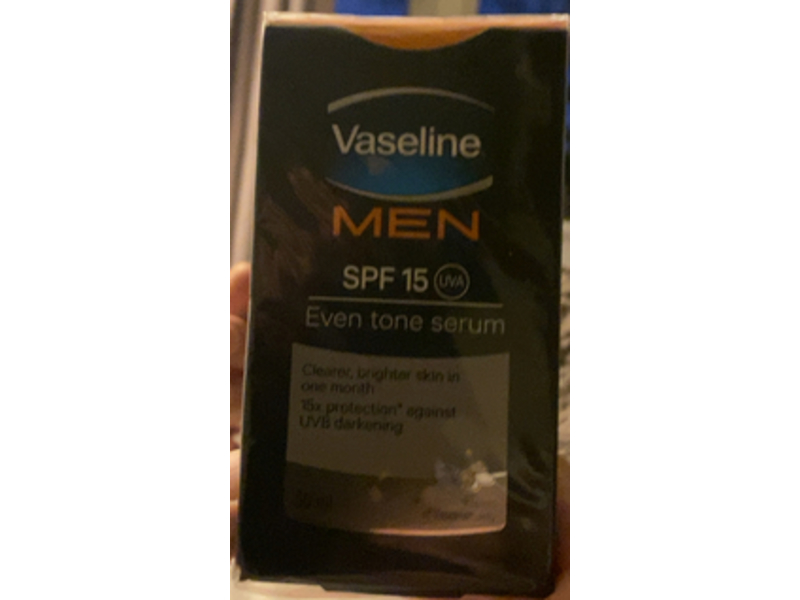 Vaseline
MEN
SPF 15 UVA
Even tone serum
Clearer, brighter skin in
one month
15x protection* against
UVB darkening